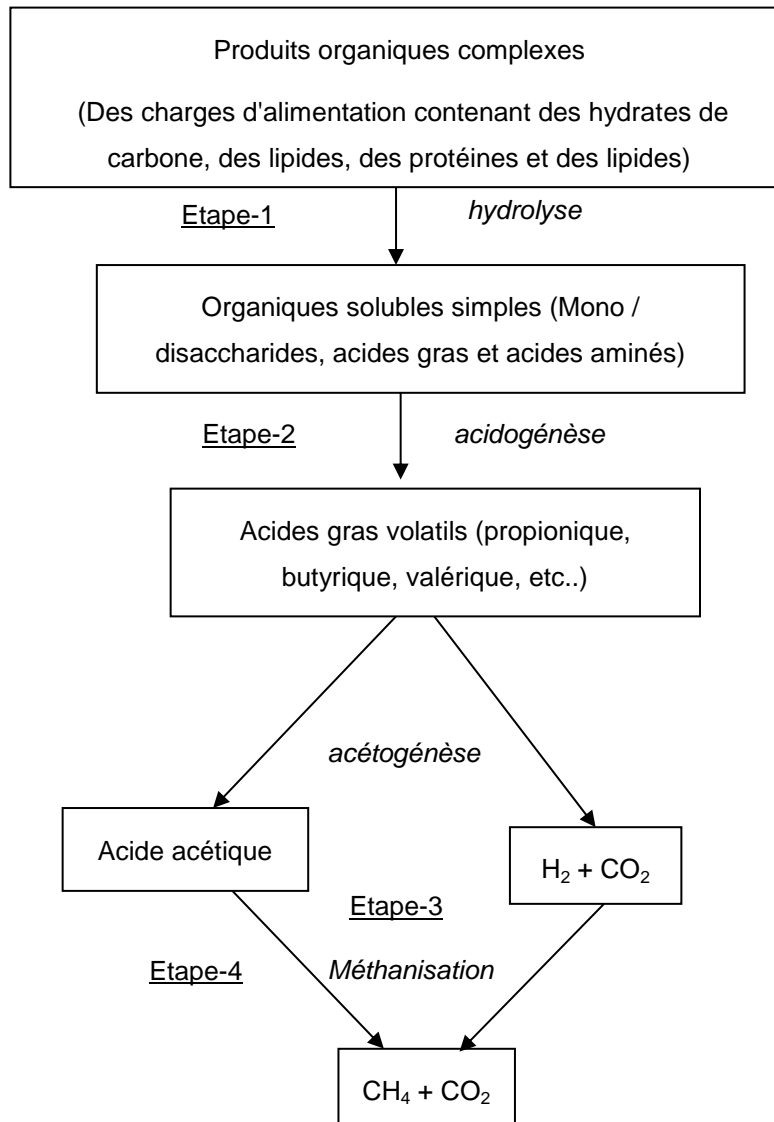 Produits organiques complexes
(Des charges d'alimentation contenant des hydrates de
carbone, des lipides, des protéines et des lipides)
Etape-1 hydrolyse
Organiques solubles simples (Mono /
disaccharides, acides gras et acides aminés)
Etape-2 acidogénèse
Acides gras volatils (propionique,
butyrique, valérique, etc..)
acétogénèse
Acide acétique
H₂ + CO₂
Etape-3
Etape-4 Méthanisation
CH₄ + CO₂